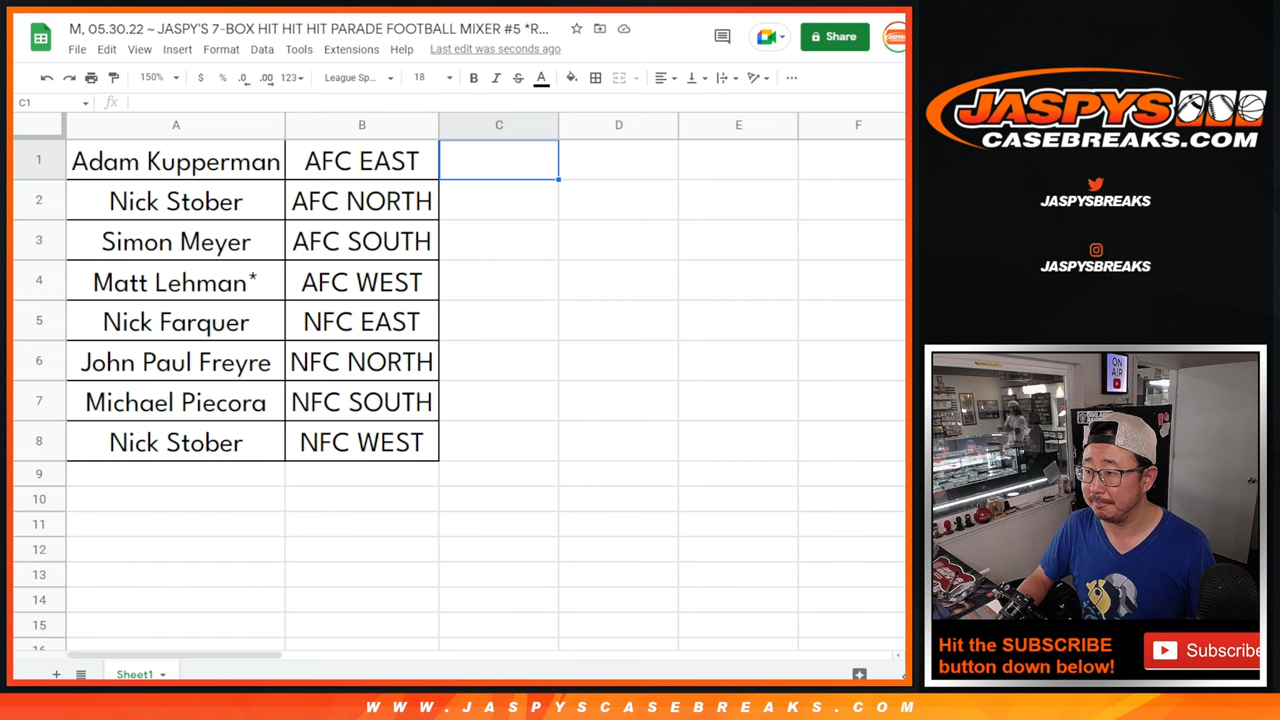 M, 05.30.22 ~ JASPY'S 7-BOX HIT HIT HIT PARADE FOOTBALL MIXER #5 *R...
File Edit View Insert Format Data Tools Extensions Help Last edit was seconds ago
Share
150% $ % .0 .00 123 League Sp... 18 B I S A
C1 fx
A B C D E F
1 Adam Kupperman AFC EAST
2 Nick Stober AFC NORTH
3 Simon Meyer AFC SOUTH
4 Matt Lehman* AFC WEST
5 Nick Farquer NFC EAST
6 John Paul Freyre NFC NORTH
7 Michael Piecora NFC SOUTH
8 Nick Stober NFC WEST
9
10
11
12
13
14
15
16
Sheet1
JASPYS
CASEBREAKS.COM
JASPYSBREAKS
JASPYSBREAKS
ON
AIR
Hit the SUBSCRIBE
button down below!
Subscribe
WWW.JASPYSCASEBREAKS.COM